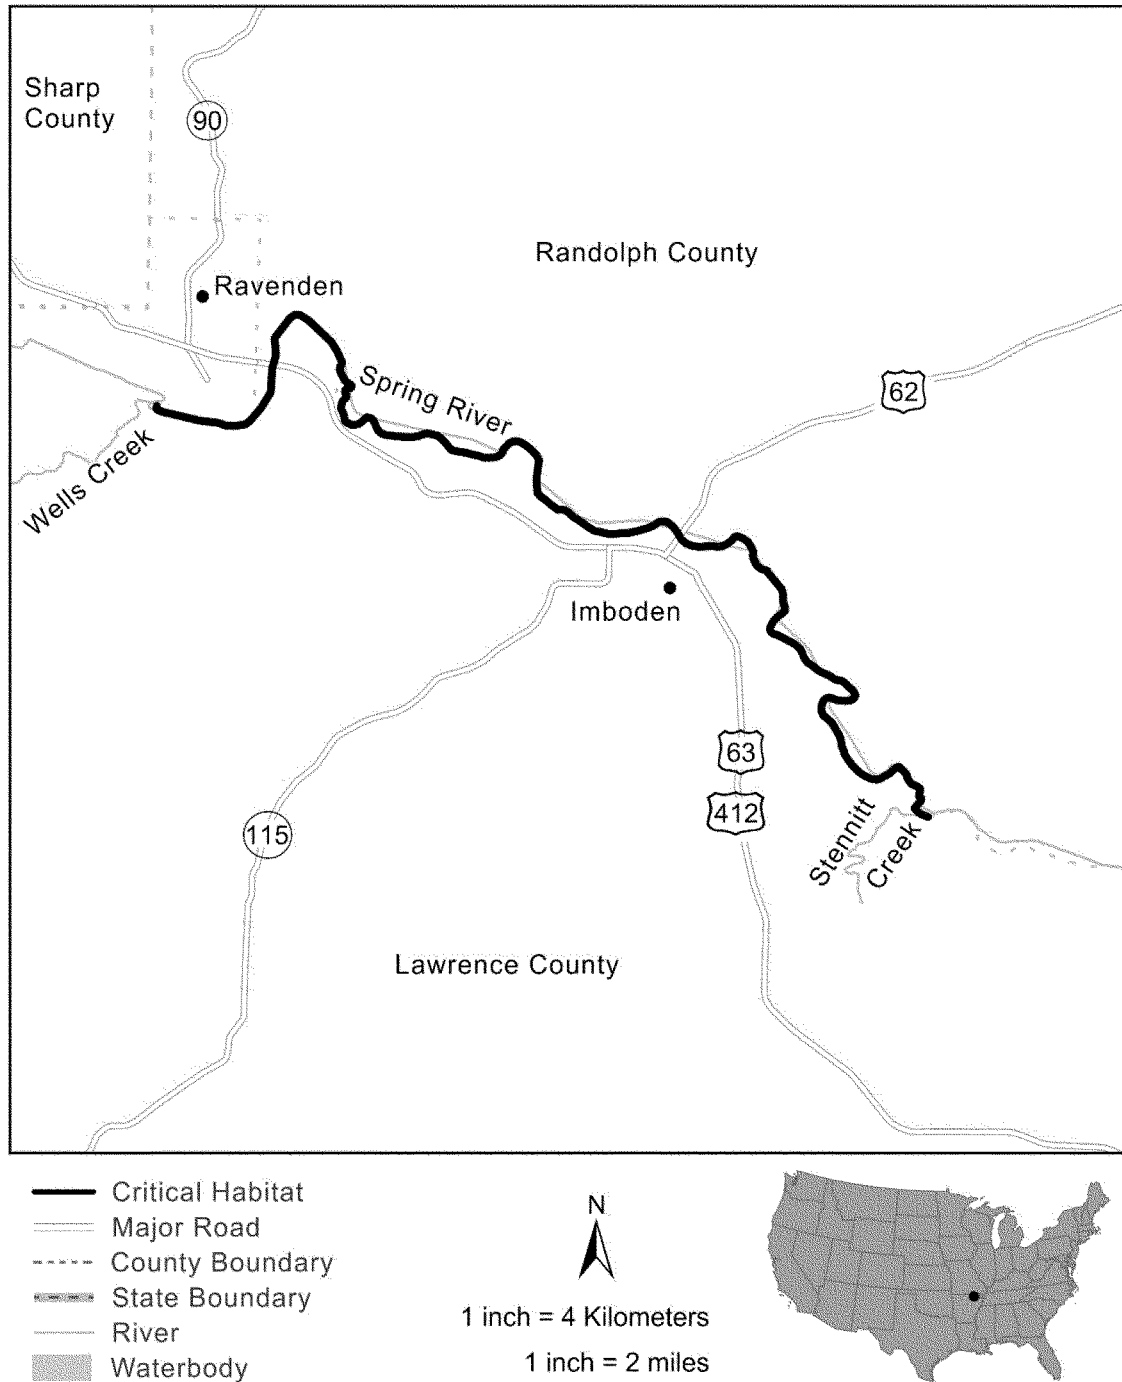 Sharp
County
90
Randolph County
Ravenden
Spring River
62
Wells Creek
Imboden
63
412
Stennitt
Creek
115
Lawrence County
Critical Habitat
Major Road
County Boundary
State Boundary
River
Waterbody
N
1 inch = 4 Kilometers
1 inch = 2 miles